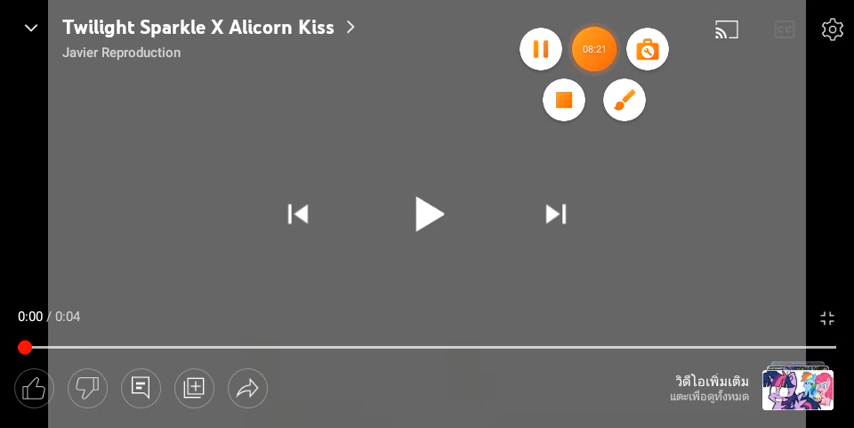 Twilight Sparkle X Alicorn Kiss
Javier Reproduction
08:21
CC
0:00 / 0:04
วิดีโอเพิ่มเติม
แตะเพื่อดูทั้งหมด